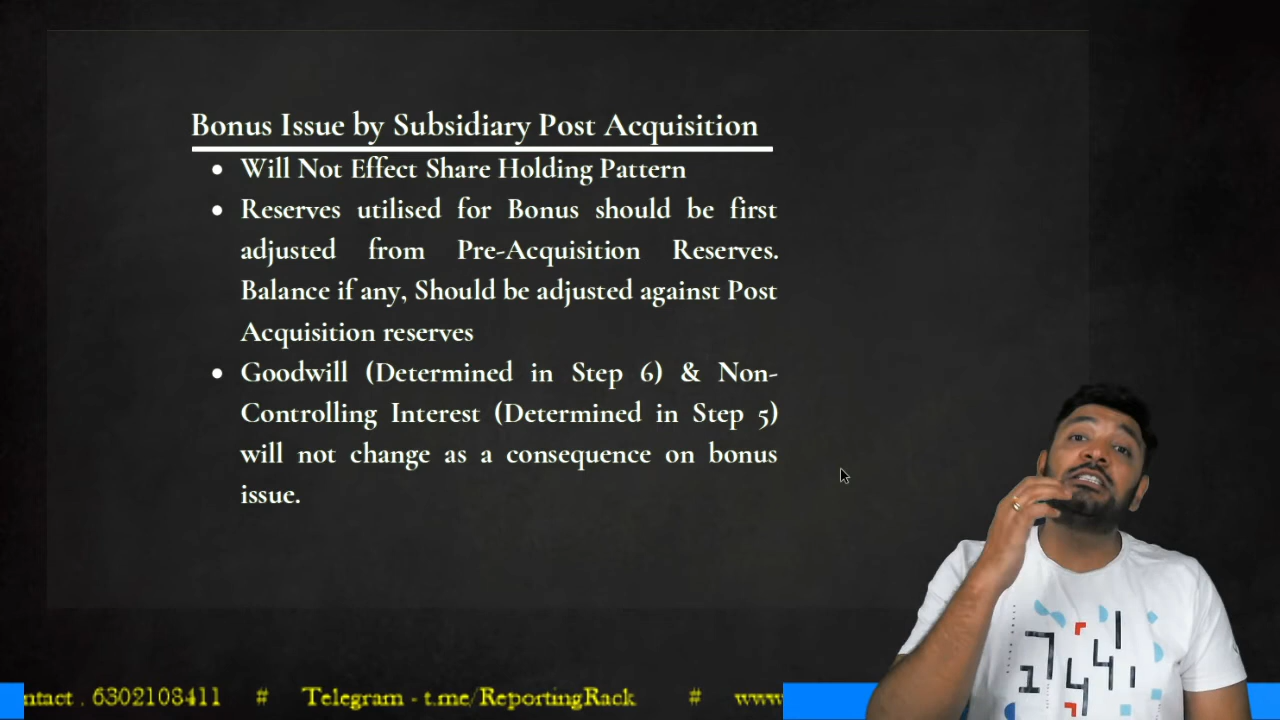 Bonus Issue by Subsidiary Post Acquisition
• Will Not Effect Share Holding Pattern
• Reserves utilised for Bonus should be first
adjusted from Pre-Acquisition Reserves.
Balance if any, Should be adjusted against Post
Acquisition reserves
• Goodwill (Determined in Step 6) & Non-
Controlling Interest (Determined in Step 5)
will not change as a consequence on bonus
issue.
ntact . 6302108411 # Telegram - t.me/ReportingRack # www